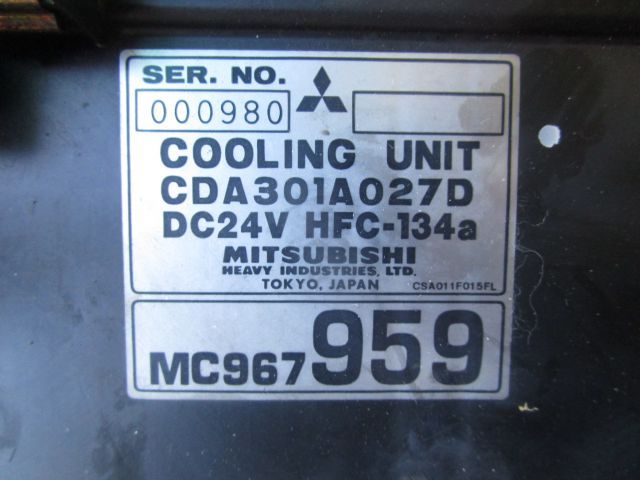 SER. NO.
000980
COOLING UNIT
CDA301A027D
DC24V HFC-134a
MITSUBISHI
HEAVY INDUSTRIES, LTD.
TOKYO, JAPAN CSA011F015FL
MC967959